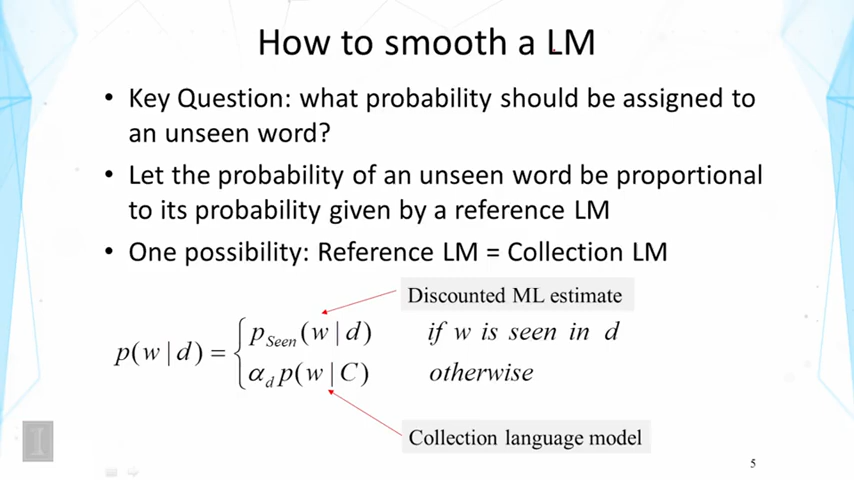 How to smooth a LM
• Key Question: what probability should be assigned to
an unseen word?
• Let the probability of an unseen word be proportional
to its probability given by a reference LM
• One possibility: Reference LM = Collection LM
Discounted ML estimate
p(w | d) = { p_Seen(w | d) if w is seen in d
α_d p(w | C) otherwise
Collection language model
I
5